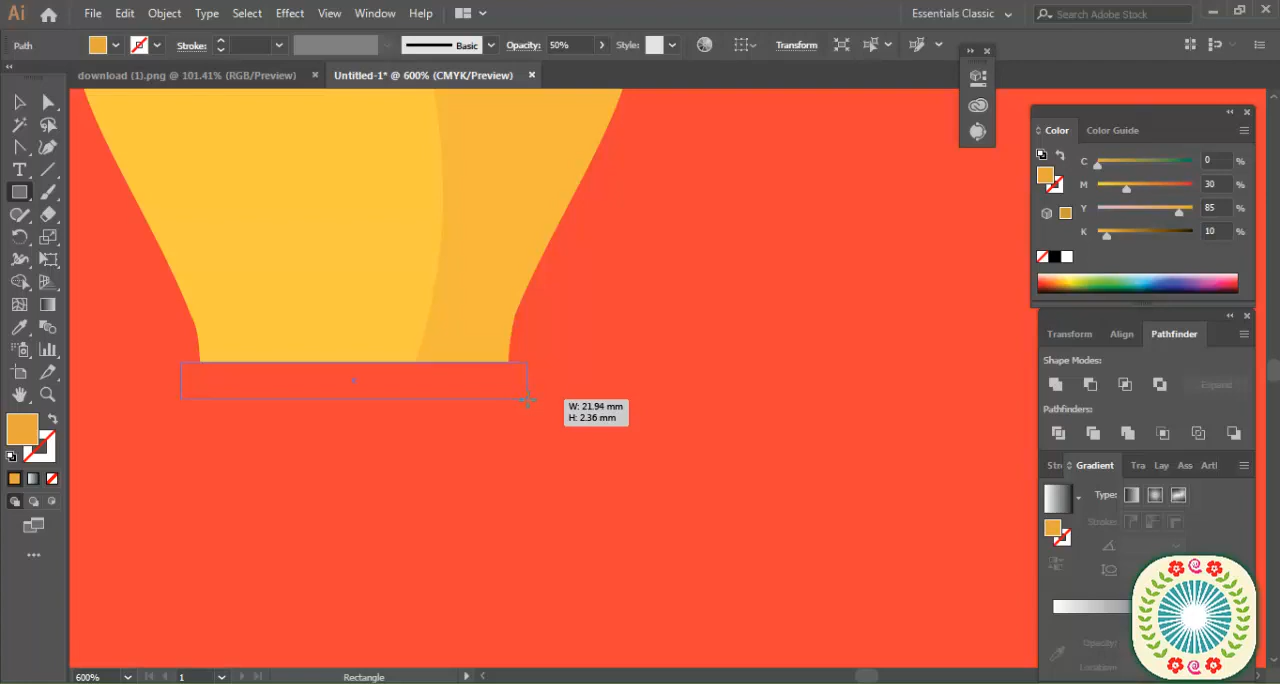 Ai File Edit Object Type Select Effect View Window Help Essentials Classic Search Adobe Stock
Path Stroke: Basic Opacity: 50% Style: Transform
download (1).png @ 101.41% (RGB/Preview) × Untitled-1* @ 600% (CMYK/Preview) ×
Color Color Guide
C 0 %
M 30 %
Y 85 %
K 10 %
Transform Align Pathfinder
Shape Modes:
Expand
Pathfinders:
W: 21.94 mm
H: 2.36 mm
Str Gradient Tra Lay Ass Artl
Type:
Stroke:
Opacity:
Location:
600% 1 Rectangle